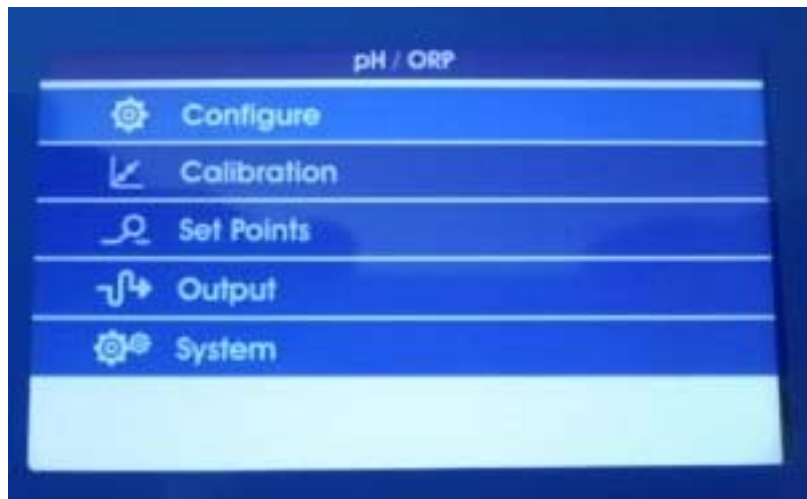 pH / ORP
Configure
Calibration
Set Points
Output
System